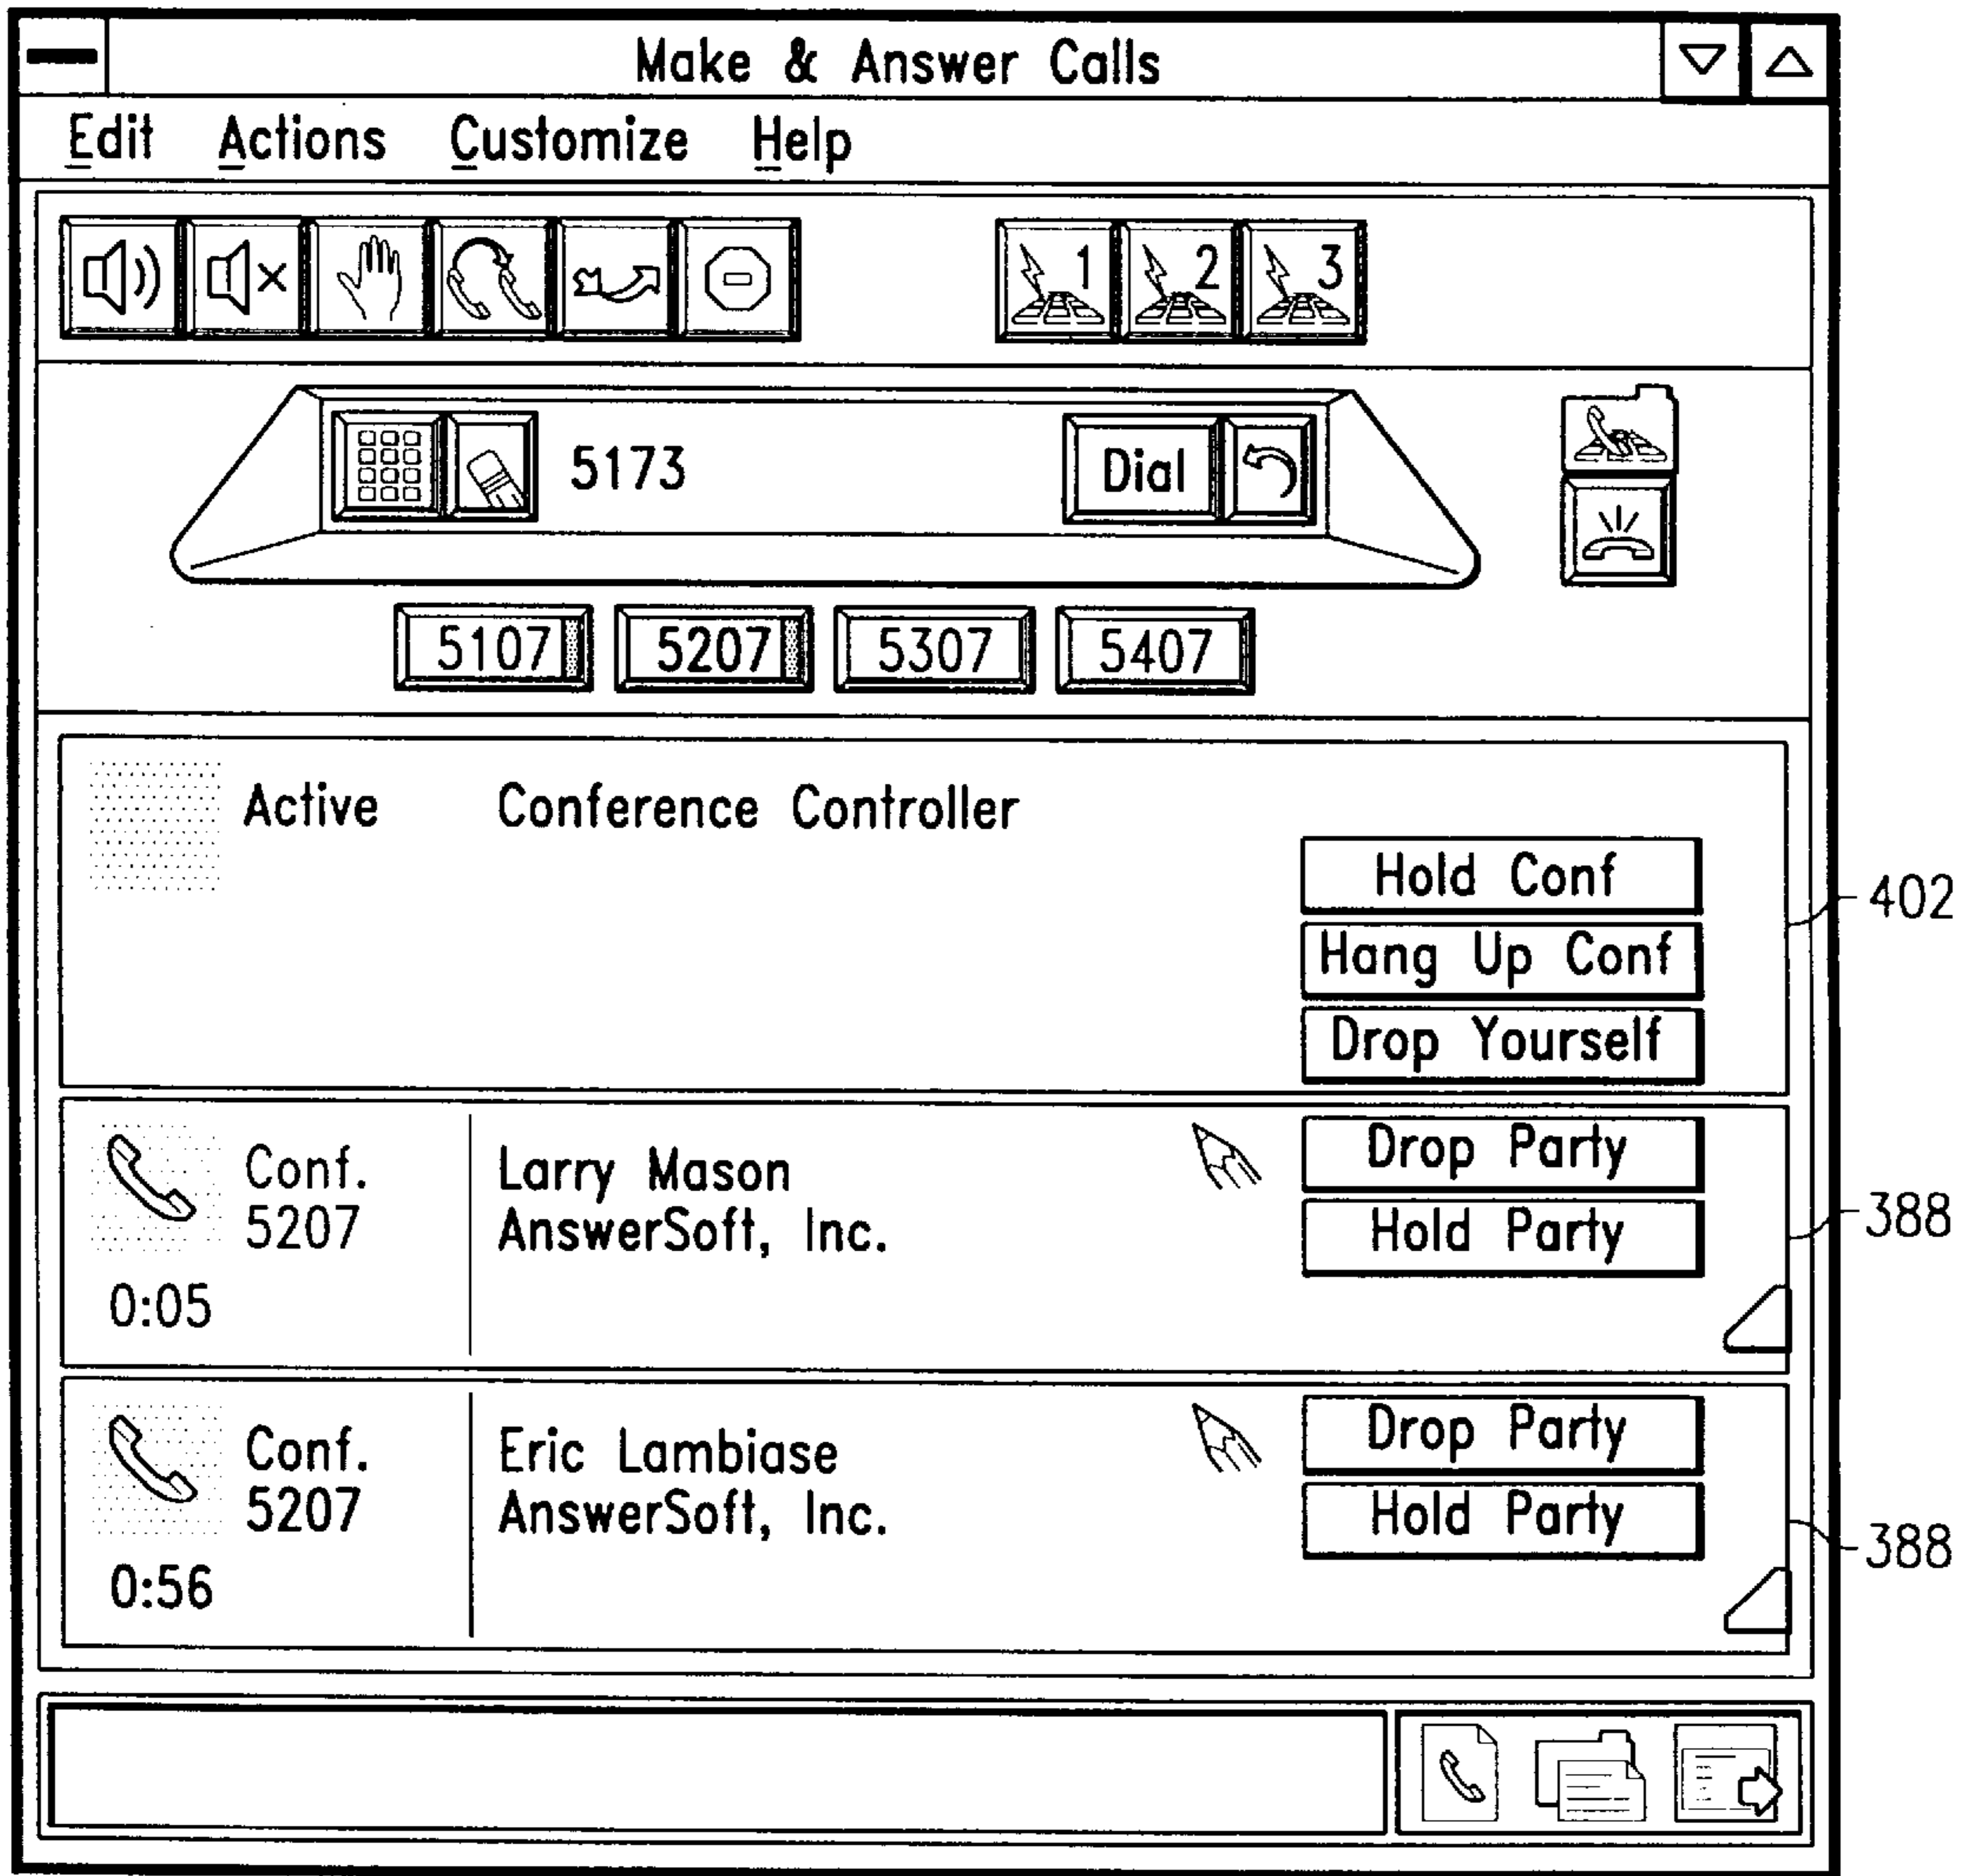 Make & Answer Calls
Edit Actions Customize Help
1 2 3
5173 Dial
5107 5207 5307 5407
Active Conference Controller
Hold Conf
402
Hang Up Conf
Drop Yourself
Conf. Larry Mason Drop Party
5207 AnswerSoft, Inc. Hold Party
388
0:05
Conf. Eric Lambiase Drop Party
5207 AnswerSoft, Inc. Hold Party
388
0:56